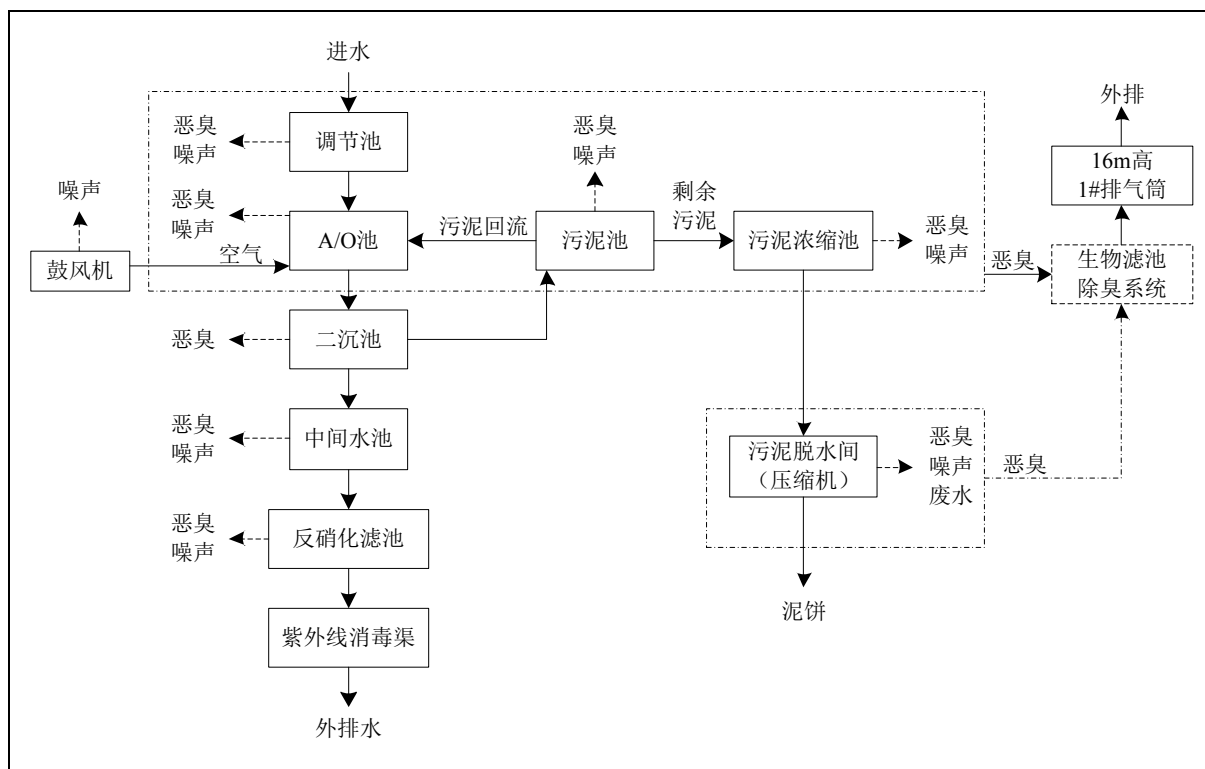 进水
外排
恶臭
噪声
调节池
恶臭
噪声
16m高
1#排气筒
噪声
恶臭
噪声
A/O池
污泥回流
污泥池
剩余
污泥
污泥浓缩池
恶臭
噪声
鼓风机
空气
恶臭
生物滤池
除臭系统
恶臭
二沉池
恶臭
噪声
中间水池
污泥脱水间
（压缩机）
恶臭
噪声
废水
恶臭
恶臭
噪声
反硝化滤池
泥饼
紫外线消毒渠
外排水